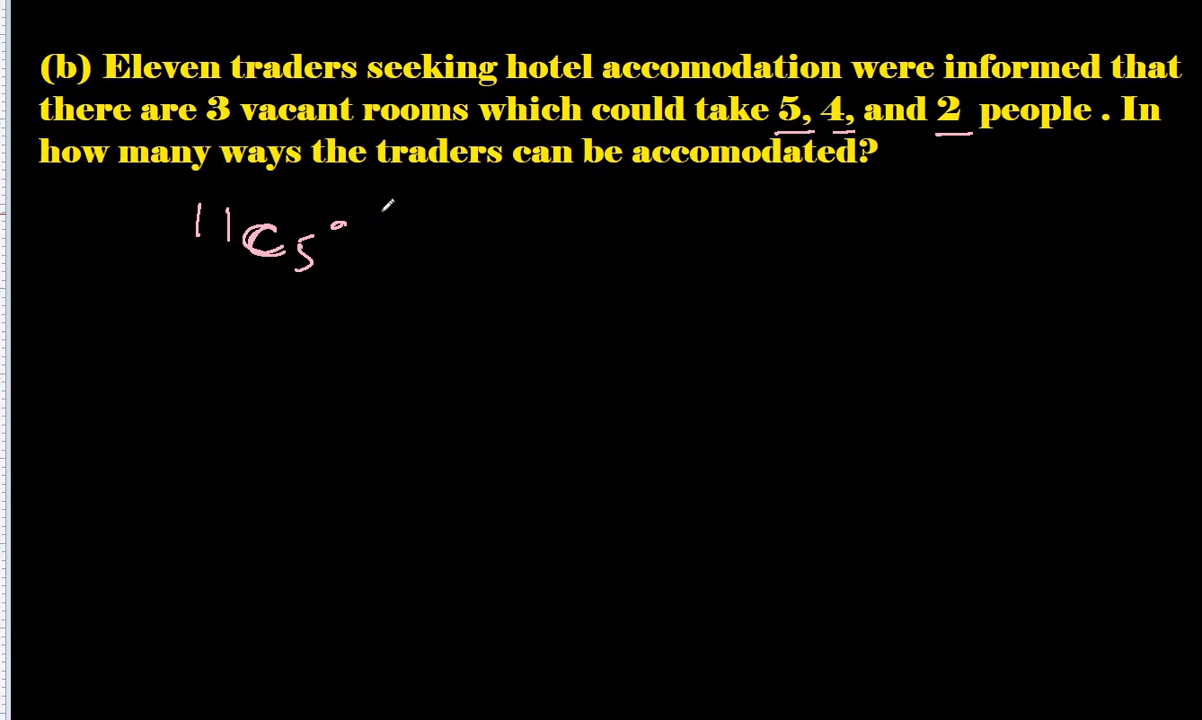 (b) Eleven traders seeking hotel accomodation were informed that
there are 3 vacant rooms which could take 5, 4, and 2 people . In
how many ways the traders can be accomodated?
11C5